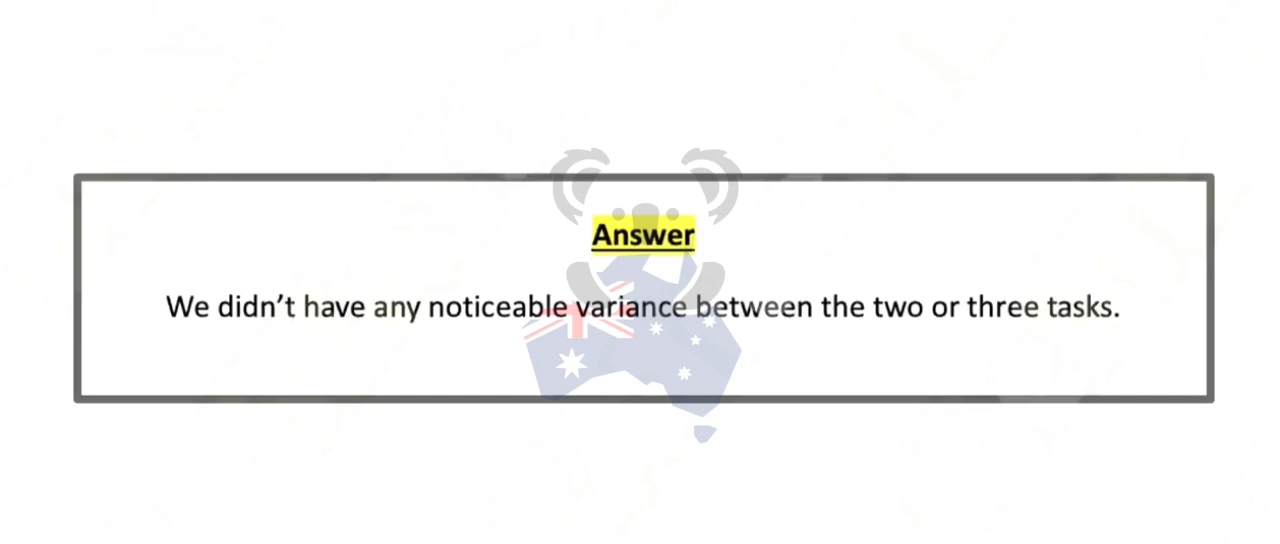 Answer
We didn’t have any noticeable variance between the two or three tasks.